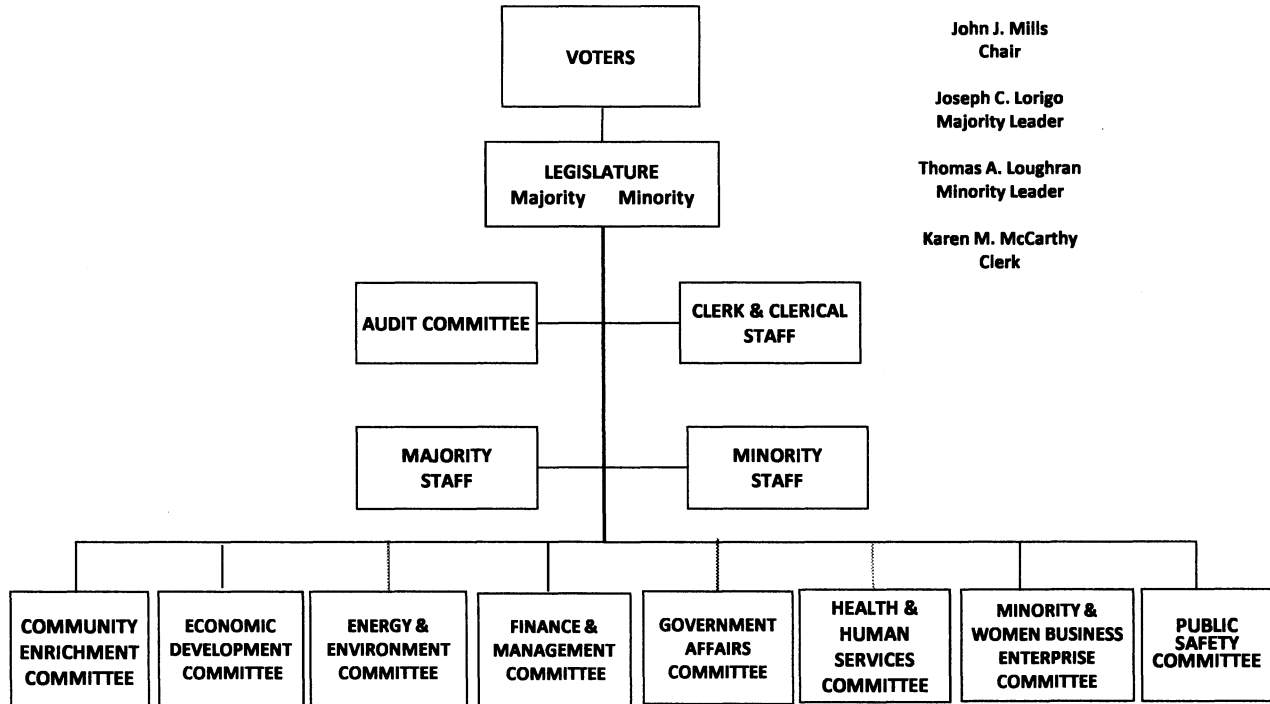 VOTERS
LEGISLATURE
Majority Minority
AUDIT COMMITTEE
CLERK & CLERICAL
STAFF
MAJORITY
STAFF
MINORITY
STAFF
COMMUNITY
ENRICHMENT
COMMITTEE
ECONOMIC
DEVELOPMENT
COMMITTEE
ENERGY &
ENVIRONMENT
COMMITTEE
FINANCE &
MANAGEMENT
COMMITTEE
GOVERNMENT
AFFAIRS
COMMITTEE
HEALTH &
HUMAN
SERVICES
COMMITTEE
MINORITY &
WOMEN BUSINESS
ENTERPRISE
COMMITTEE
PUBLIC
SAFETY
COMMITTEE
John J. Mills
Chair
Joseph C. Lorigo
Majority Leader
Thomas A. Loughran
Minority Leader
Karen M. McCarthy
Clerk